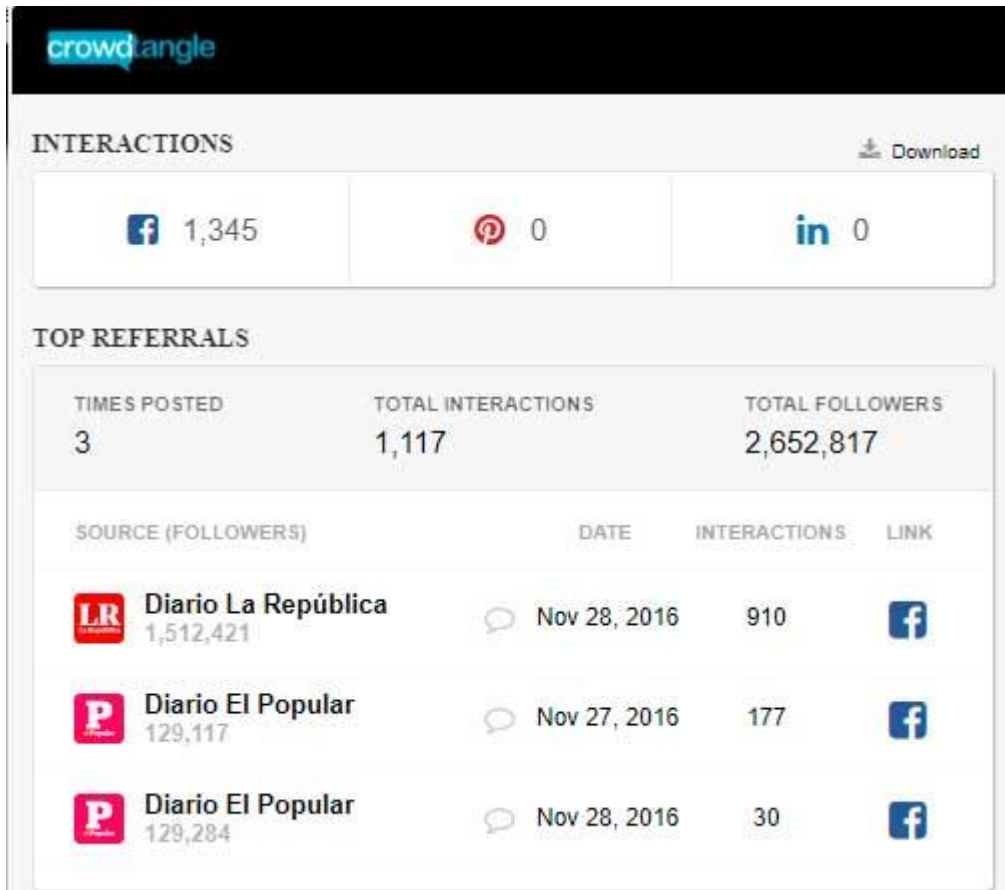 crowdtangle
INTERACTIONS
Download
1,345 0 in 0
TOP REFERRALS
TIMES POSTED TOTAL INTERACTIONS TOTAL FOLLOWERS
3 1,117 2,652,817
SOURCE (FOLLOWERS) DATE INTERACTIONS LINK
LR Diario La República Nov 28, 2016 910
1,512,421
P Diario El Popular Nov 27, 2016 177
129,117
P Diario El Popular Nov 28, 2016 30
129,284